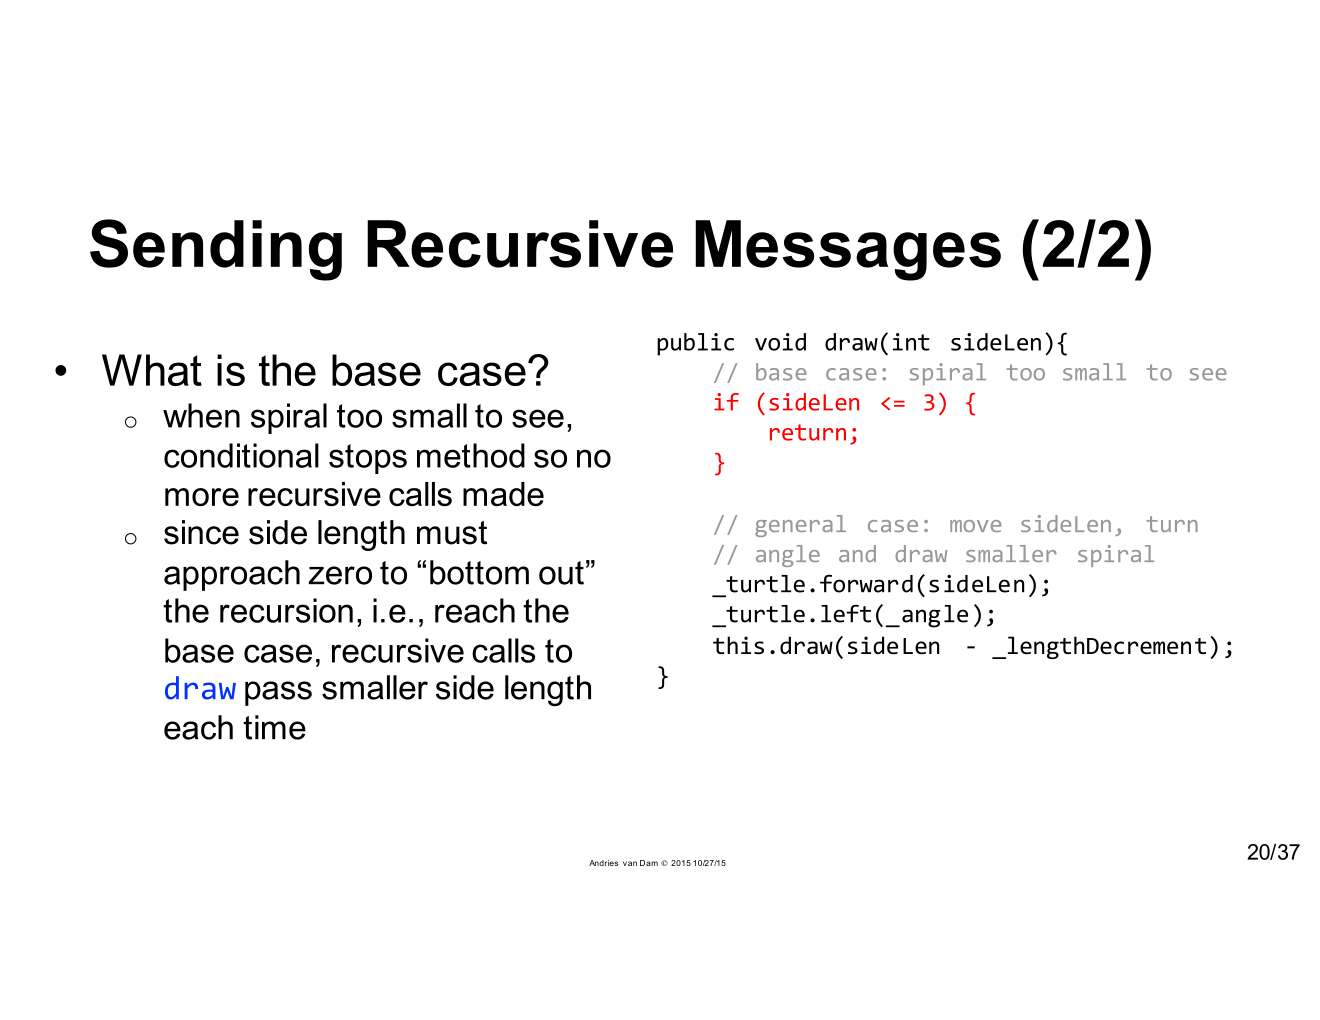 Sending Recursive Messages (2/2)
• What is the base case?
○ when spiral too small to see,
conditional stops method so no
more recursive calls made
○ since side length must
approach zero to “bottom out”
the recursion, i.e., reach the
base case, recursive calls to
draw pass smaller side length
each time
public void draw(int sideLen){
// base case: spiral too small to see
if (sideLen <= 3) {
return;
}
// general case: move sideLen, turn
// angle and draw smaller spiral
_turtle.forward(sideLen);
_turtle.left(_angle);
this.draw(sideLen - _lengthDecrement);
}
Andries van Dam © 2015 10/27/15
20/37